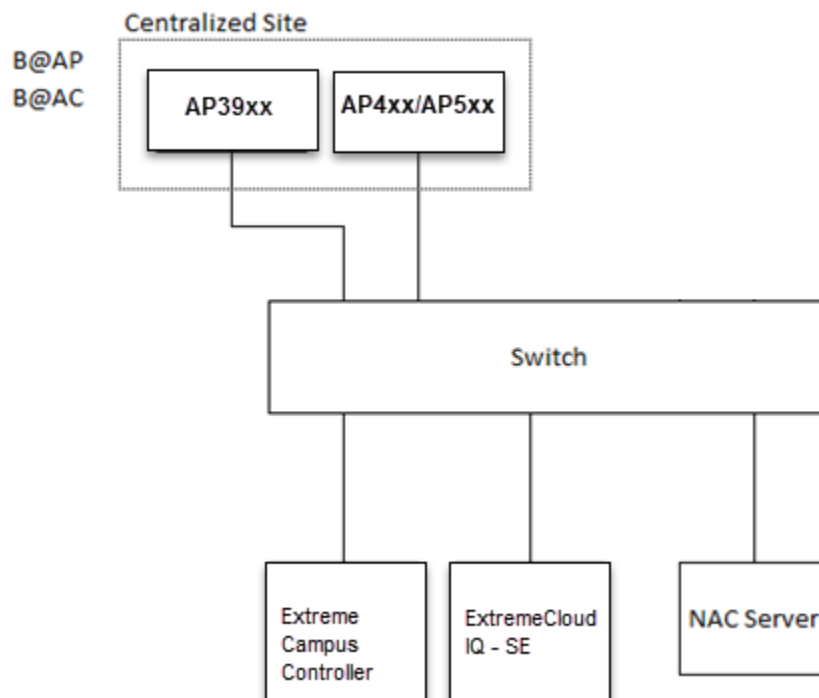 Centralized Site
B@AP
B@AC
AP39xx
AP4xx/AP5xx
Switch
Extreme
Campus
Controller
ExtremeCloud
IQ - SE
NAC Server